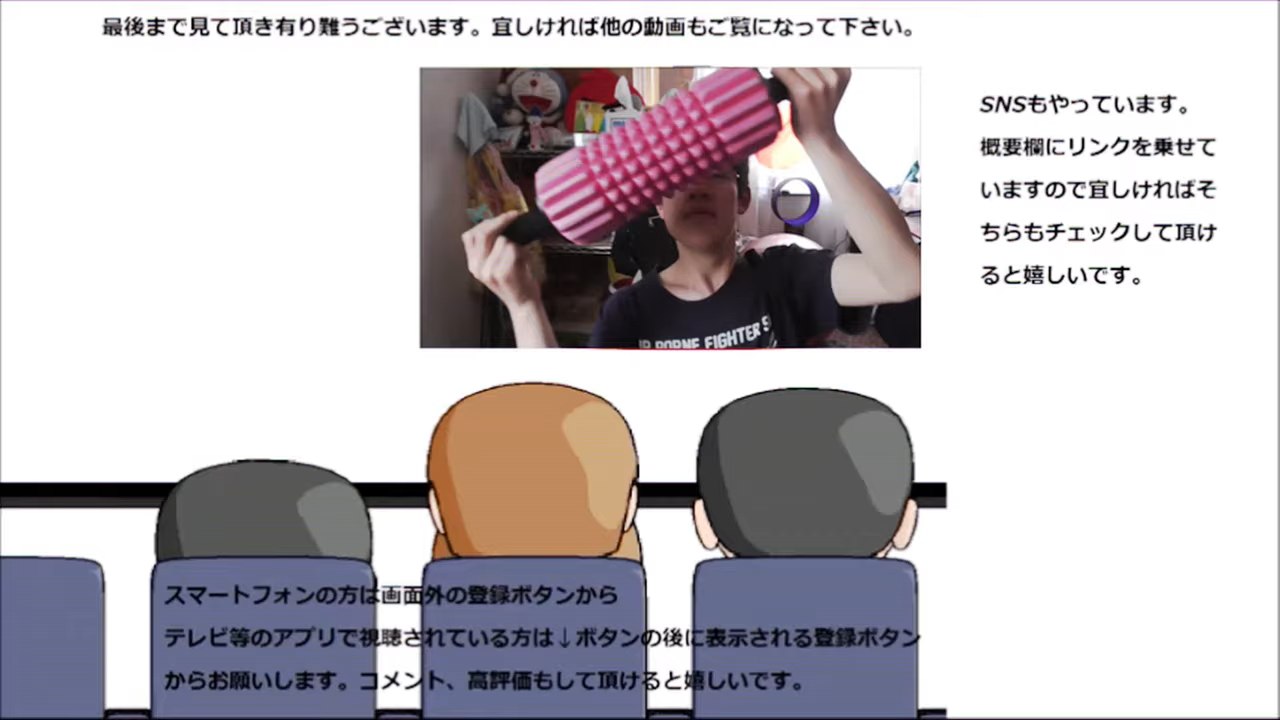 最後まで見て頂き有り難うございます。宜しければ他の動画もご覧になって下さい。
SNSもやっています。
概要欄にリンクを乗せて
いますので宜しければそ
ちらもチェックして頂け
ると嬉しいです。
FIGHTER
スマートフォンの方は画面外の登録ボタンから
テレビ等のアプリで視聴されている方は↓ボタンの後に表示される登録ボタン
からお願いします。コメント、高評価もして頂けると嬉しいです。